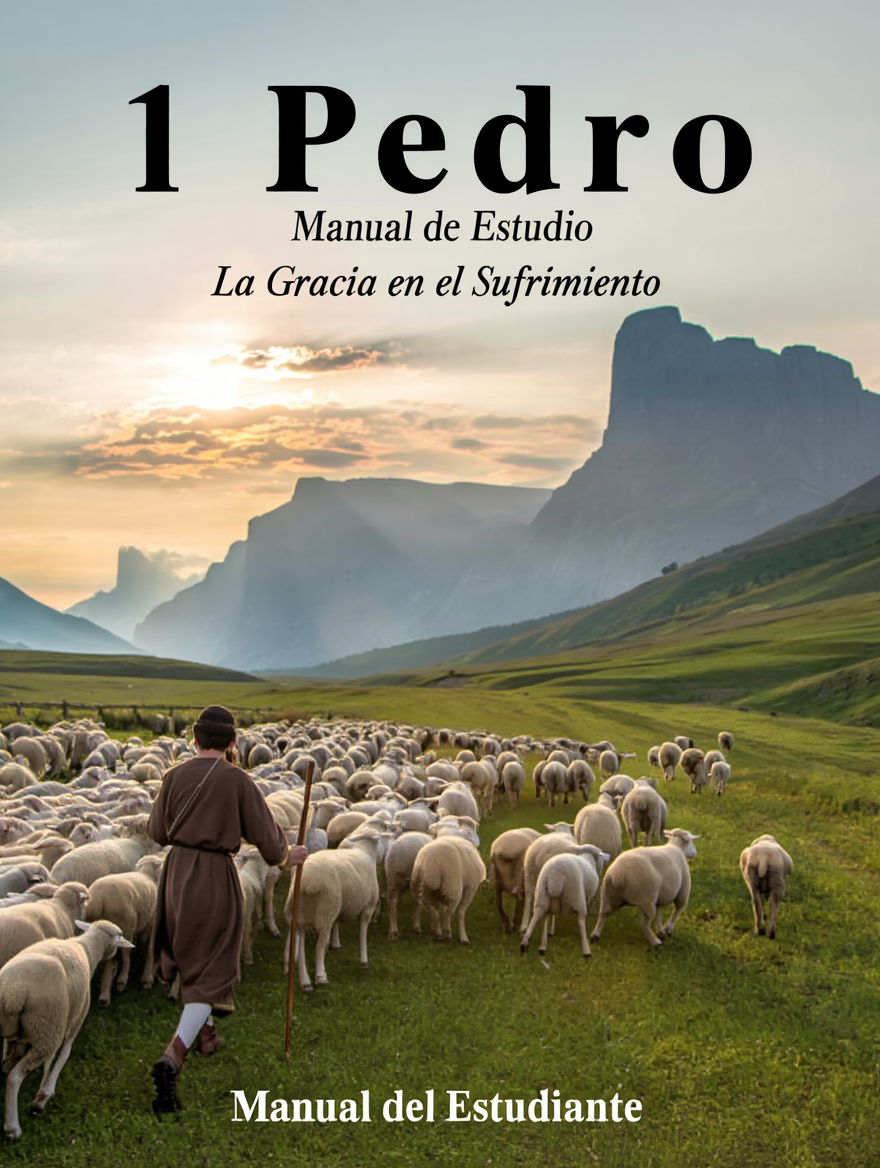 1 Pedro
Manual de Estudio
La Gracia en el Sufrimiento
Manual del Estudiante